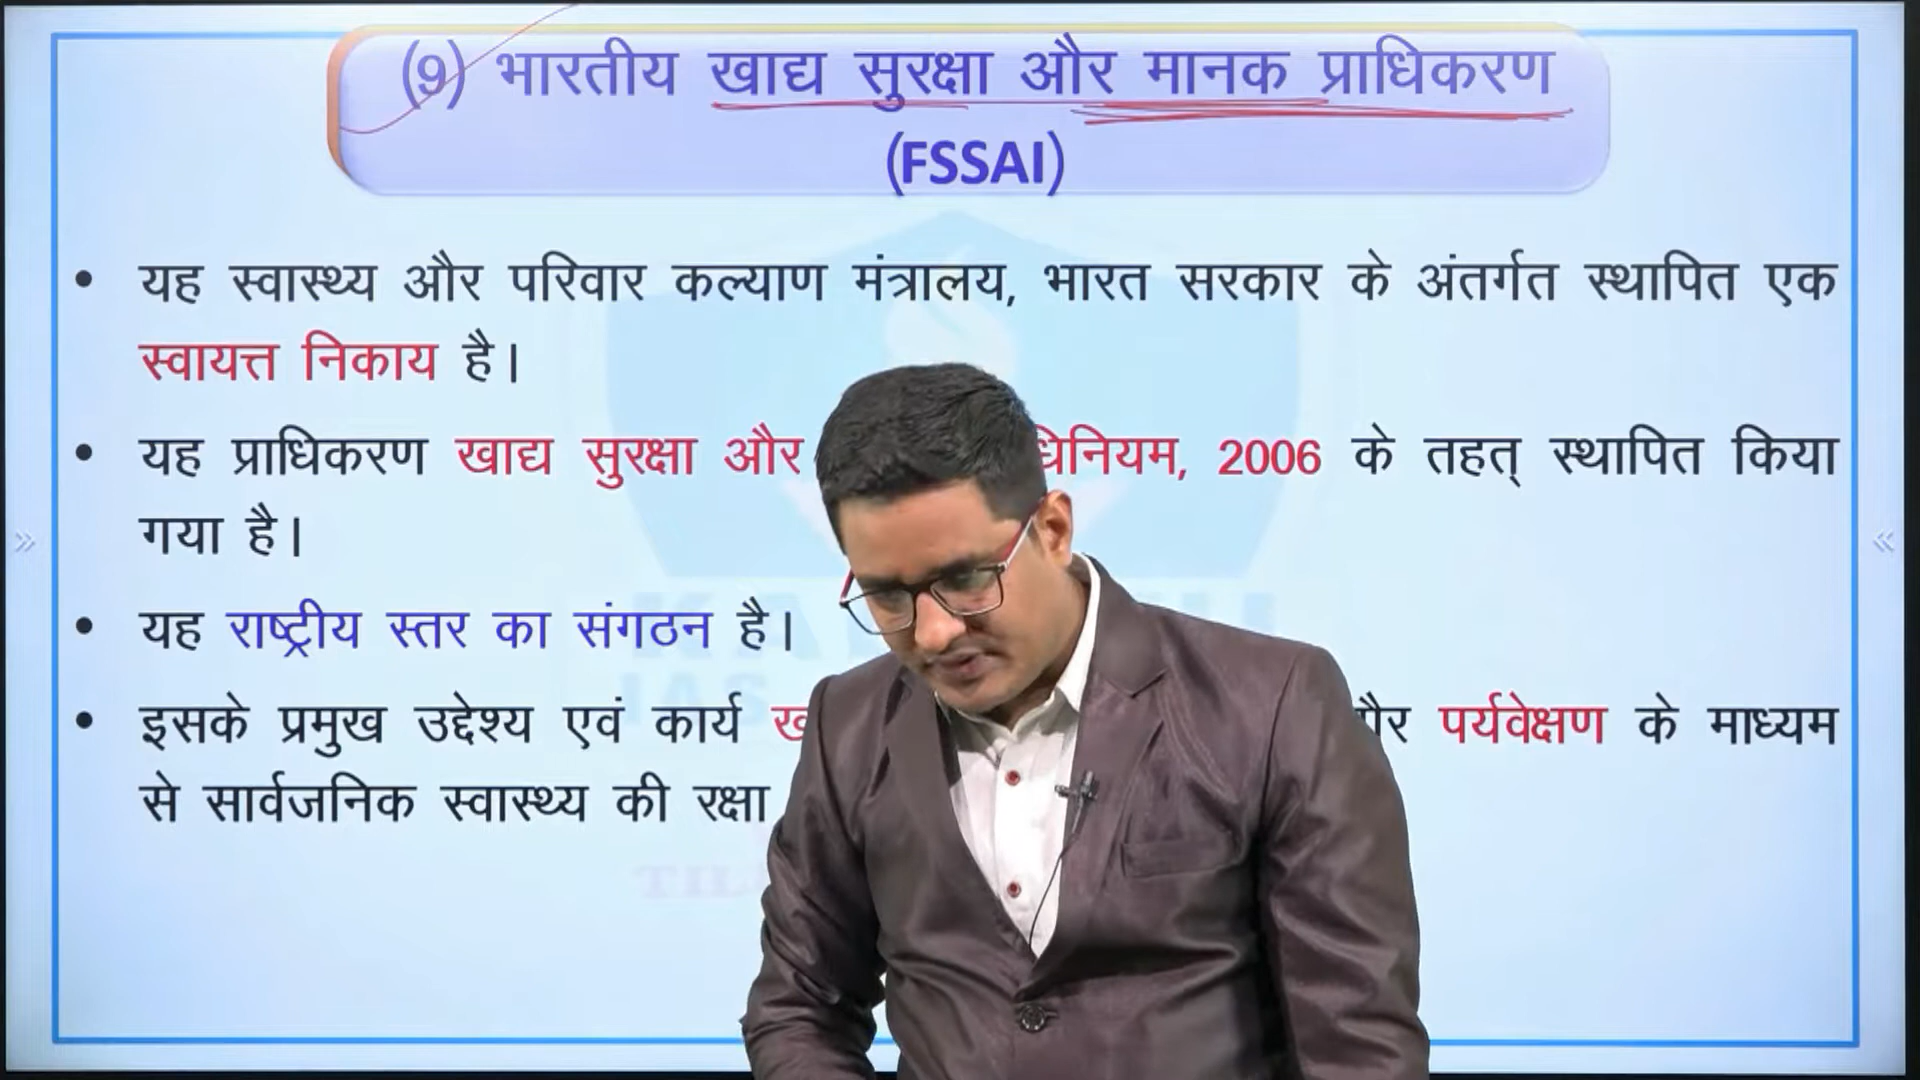 (9) भारतीय खाद्य सुरक्षा और मानक प्राधिकरण
(FSSAI)
• यह स्वास्थ्य और परिवार कल्याण मंत्रालय, भारत सरकार के अंतर्गत स्थापित एक
स्वायत्त निकाय है।
• यह प्राधिकरण खाद्य सुरक्षा और धिनियम, 2006 के तहत् स्थापित किया
गया है।
• यह राष्ट्रीय स्तर का संगठन है।
• इसके प्रमुख उद्देश्य एवं कार्य और पर्यवेक्षण के माध्यम
से सार्वजनिक स्वास्थ्य की रक्षा